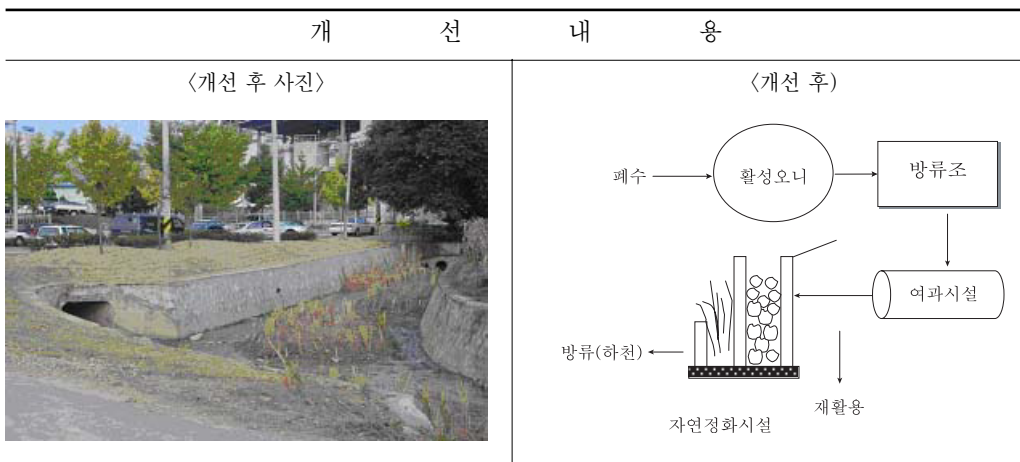 개 선 내 용
〈개선 후 사진〉
〈개선 후)
폐수
활성오니
방류조
여과시설
방류(하천)
재활용
자연정화시설